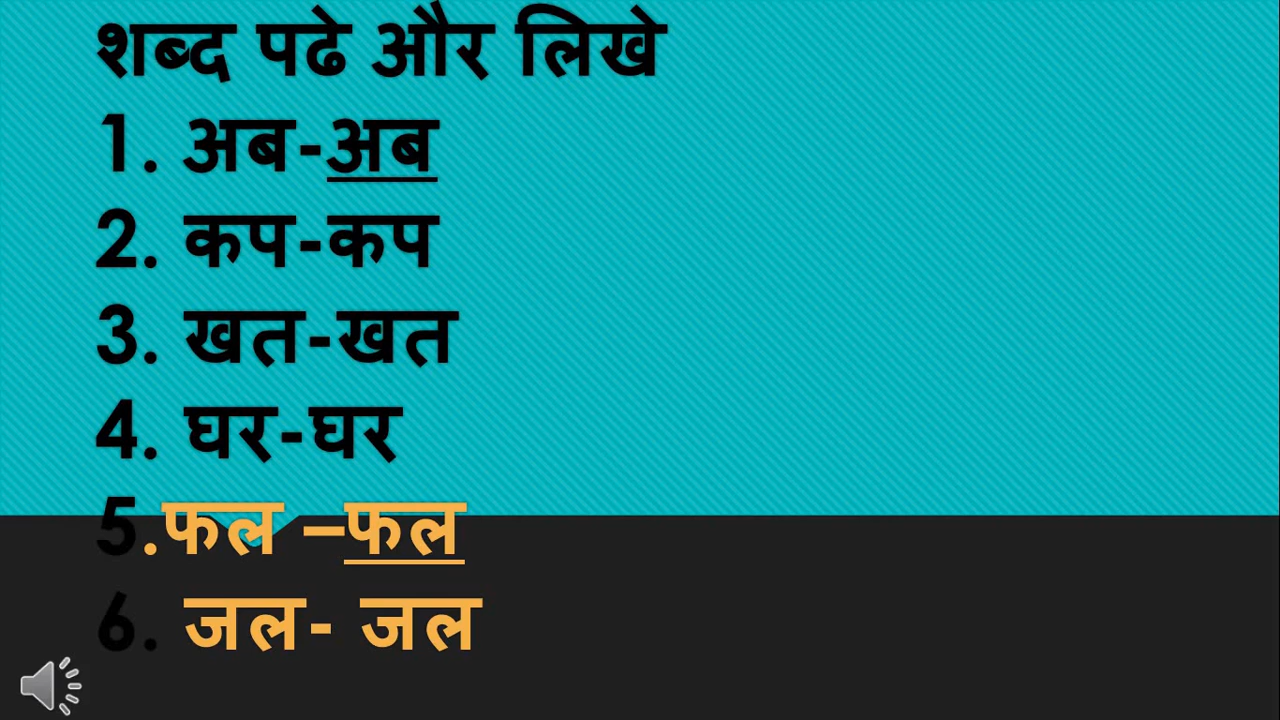 शब्द पढे और लिखे
1. अब-अब
2. कप-कप
3. खत-खत
4. घर-घर
5.फल –फल
6. जल- जल